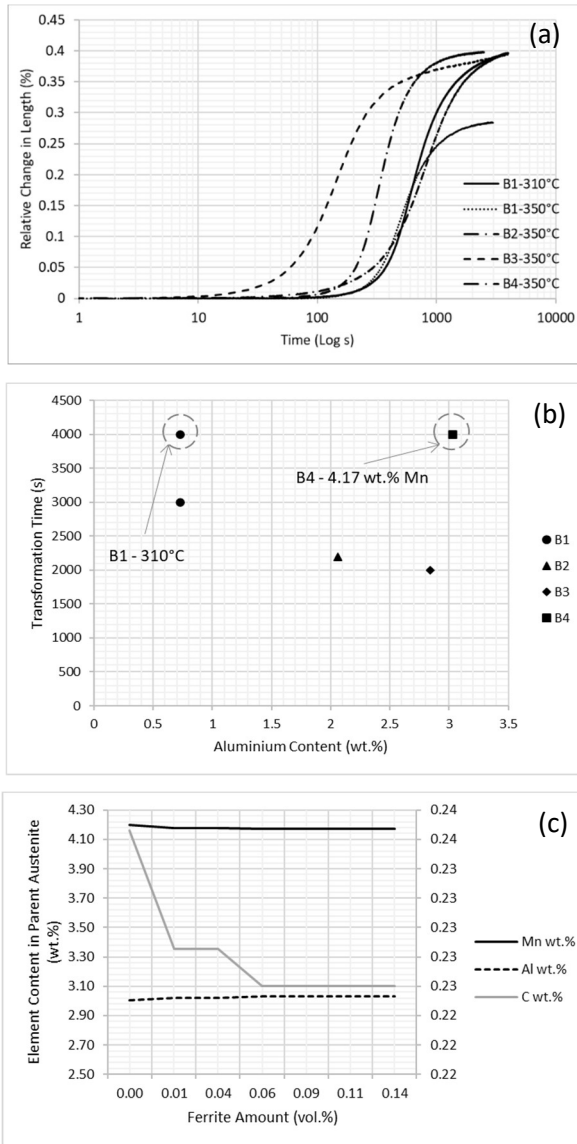 (a)
Relative Change in Length (%)
0.4
0.35
0.3
0.25
0.2
0.15
0.1
0.05
0
1
10
100
1000
10000
Time (Log s)
B1-310°C
B1-350°C
B2-350°C
B3-350°C
B4-350°C
(b)
Transformation Time (s)
4500
4000
3500
3000
2500
2000
1500
1000
500
0
0
0.5
1
1.5
2
2.5
3
3.5
Aluminium Content (wt.%)
B4 - 4.17 wt.% Mn
B1 - 310°C
B1
B2
B3
B4
(c)
Element Content in Parent Austenite
(wt.%)
4.30
4.10
3.90
3.70
3.50
3.30
3.10
2.90
2.70
2.50
0.24
0.24
0.23
0.23
0.23
0.23
0.23
0.22
0.22
0.22
0.00
0.01
0.04
0.06
0.09
0.11
0.14
Ferrite Amount (vol.%)
Mn wt.%
Al wt.%
C wt.%